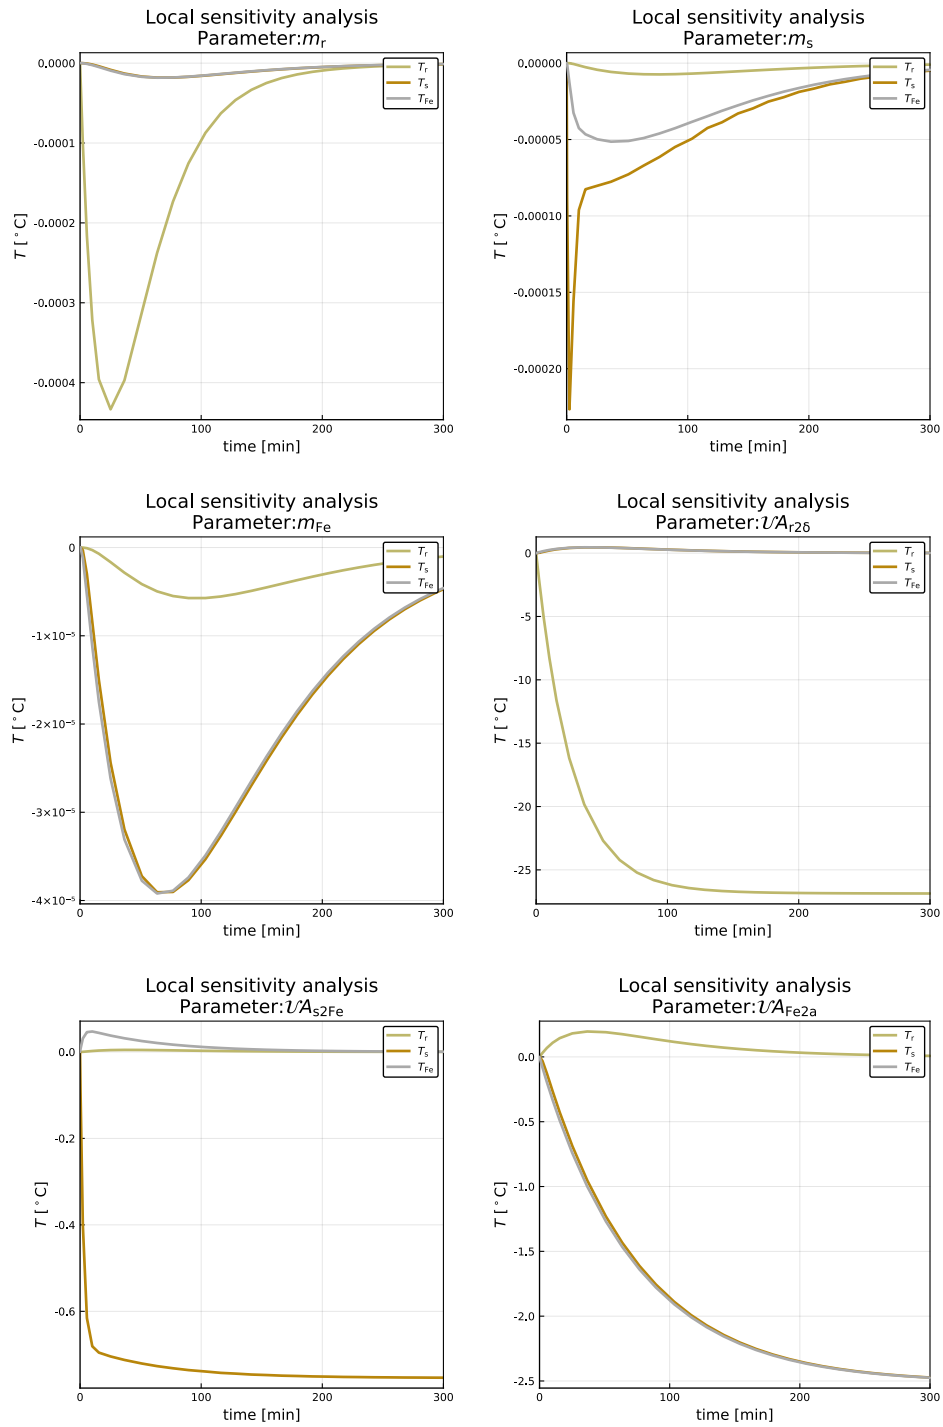 Local sensitivity analysis
Parameter:mr
0.0000
-0.0001
-0.0002
-0.0003
-0.0004
T [°C]
0
100
200
300
time [min]
Tr
Ts
TFe
Local sensitivity analysis
Parameter:ms
0.00000
-0.00005
-0.00010
-0.00015
-0.00020
T [°C]
0
100
200
300
time [min]
Tr
Ts
TFe
Local sensitivity analysis
Parameter:mFe
0
-1×10⁻⁵
-2×10⁻⁵
-3×10⁻⁵
-4×10⁻⁵
T [°C]
0
100
200
300
time [min]
Tr
Ts
TFe
Local sensitivity analysis
Parameter:𝒰Ar2δ
0
-5
-10
-15
-20
-25
T [°C]
0
100
200
300
time [min]
Tr
Ts
TFe
Local sensitivity analysis
Parameter:𝒰As2Fe
0.0
-0.2
-0.4
-0.6
T [°C]
0
100
200
300
time [min]
Tr
Ts
TFe
Local sensitivity analysis
Parameter:𝒰AFe2a
0.0
-0.5
-1.0
-1.5
-2.0
-2.5
T [°C]
0
100
200
300
time [min]
Tr
Ts
TFe